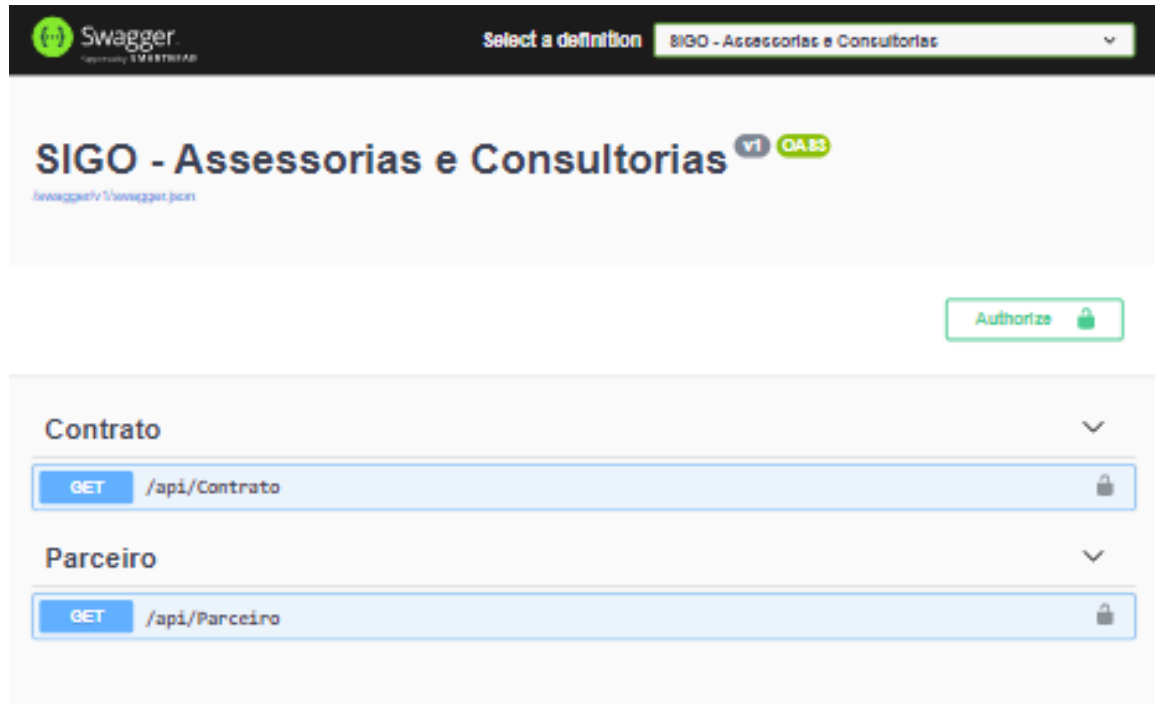 Swagger
SMARTBEAR
Select a definition
SIGO - Assessorias e Consultorias
SIGO - Assessorias e Consultorias v1 OAS3
/swagger/v1/swagger.json
Authorize
Contrato
GET /api/Contrato
Parceiro
GET /api/Parceiro